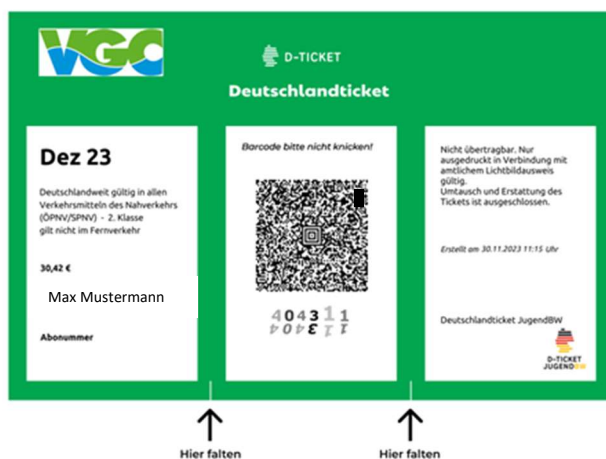 VGC
D-TICKET
Deutschlandticket
Dez 23
Deutschlandweit gültig in allen
Verkehrsmitteln des Nahverkehrs
(ÖPNV/SPNV) - 2. Klasse
gilt nicht im Fernverkehr
30,42 €
Max Mustermann
Abonummer
Barcode bitte nicht knicken!
404311
404311
Nicht übertragbar. Nur
ausgedruckt in Verbindung mit
amtlichem Lichtbildausweis
gültig.
Umtausch und Erstattung des
Tickets ist ausgeschlossen.
Erstellt am 30.11.2023 11:15 Uhr
Deutschlandticket JugendBW
D-TICKET
JUGENDBW
Hier falten
Hier falten